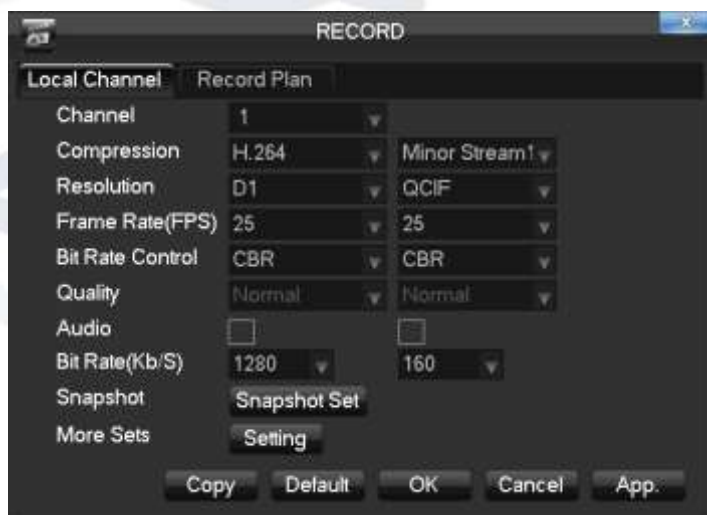 RECORD
x
Local Channel Record Plan
Channel 1
Compression H.264 Minor Stream1
Resolution D1 QCIF
Frame Rate(FPS) 25 25
Bit Rate Control CBR CBR
Quality Normal Normal
Audio
Bit Rate(Kb/S) 1280 160
Snapshot Snapshot Set
More Sets Setting
Copy Default OK Cancel App.